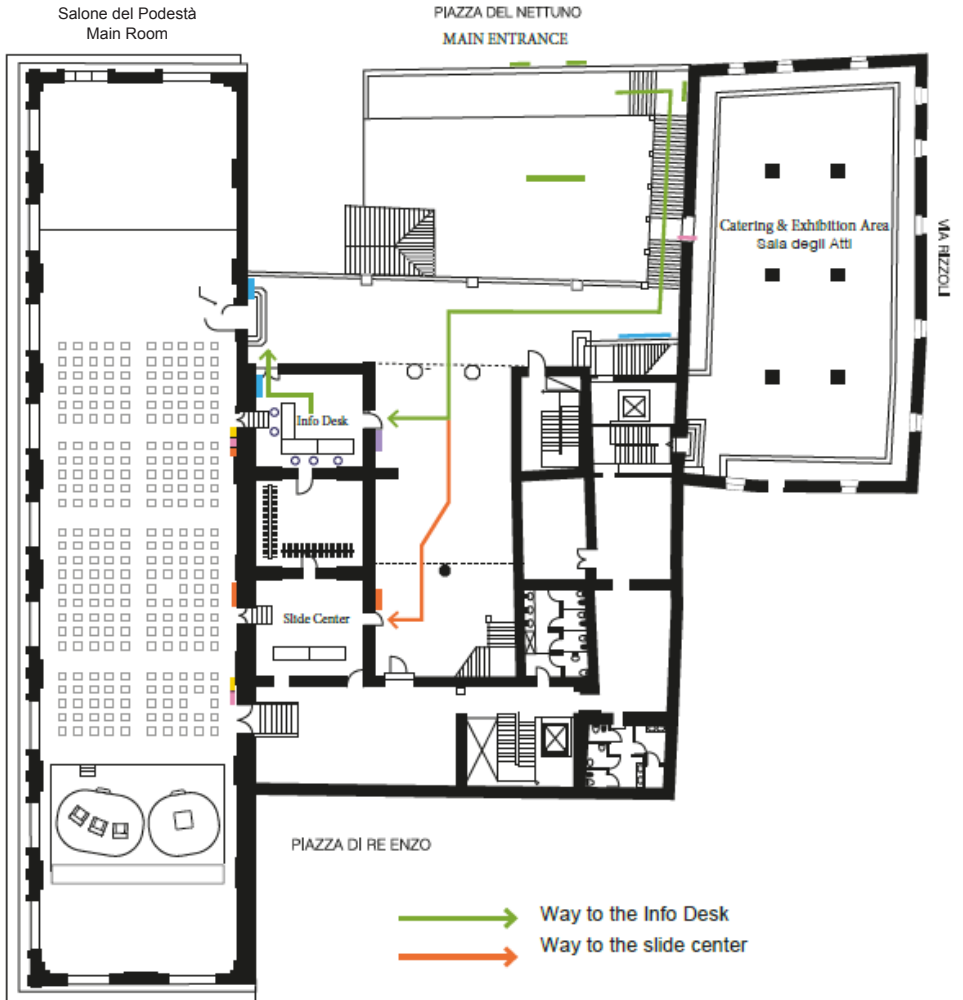 Salone del Podestà
Main Room
PIAZZA DEL NETTUNO
MAIN ENTRANCE
Catering & Exhibition Area
Sala degli Atti
VIA RIZZOLI
Info Desk
Slide Center
PIAZZA DI RE ENZO
Way to the Info Desk
Way to the slide center